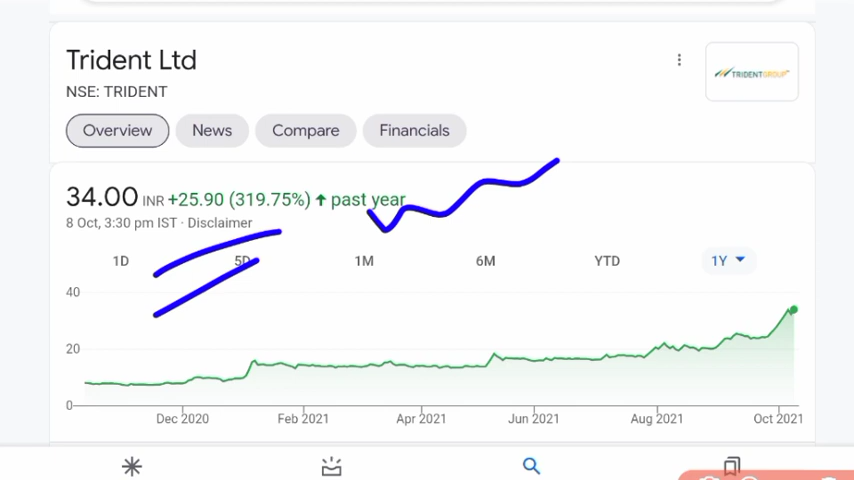 Trident Ltd
NSE: TRIDENT
TRIDENTGROUP
Overview News Compare Financials
34.00 INR +25.90 (319.75%) ↑ past year
8 Oct, 3:30 pm IST · Disclaimer
1D 5D 1M 6M YTD 1Y
40
20
0
Dec 2020 Feb 2021 Apr 2021 Jun 2021 Aug 2021 Oct 2021